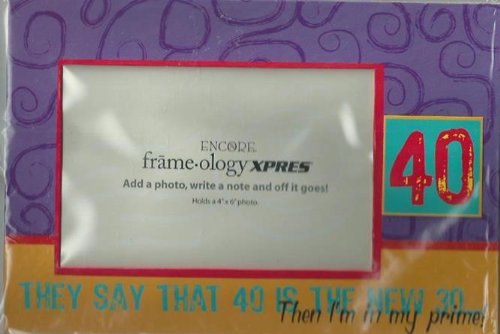 ENCORE
frāme•ology XPRES
Add a photo, write a note and off it goes!
Holds a 4" x 6" photo.
40
THEY SAY THAT 40 IS THE NEW 30...
Then I'm in my prime!